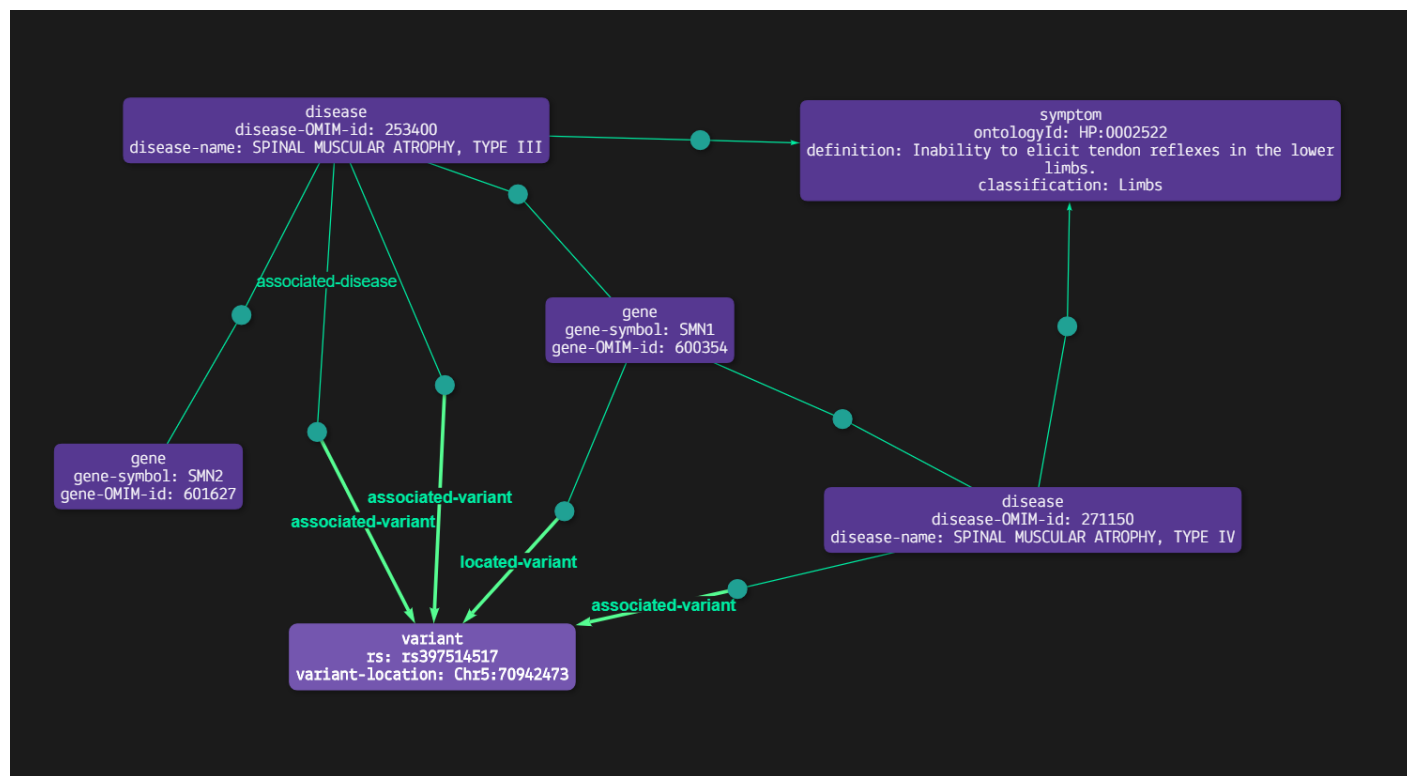 disease
disease-OMIM-id: 253400
disease-name: SPINAL MUSCULAR ATROPHY, TYPE III
symptom
ontologyId: HP:0002522
definition: Inability to elicit tendon reflexes in the lower
limbs.
classification: Limbs
associated-disease
gene
gene-symbol: SMN1
gene-OMIM-id: 600354
gene
gene-symbol: SMN2
gene-OMIM-id: 601627
associated-variant
associated-variant
located-variant
disease
disease-OMIM-id: 271150
disease-name: SPINAL MUSCULAR ATROPHY, TYPE IV
associated-variant
variant
rs: rs397514517
variant-location: Chr5:70942473